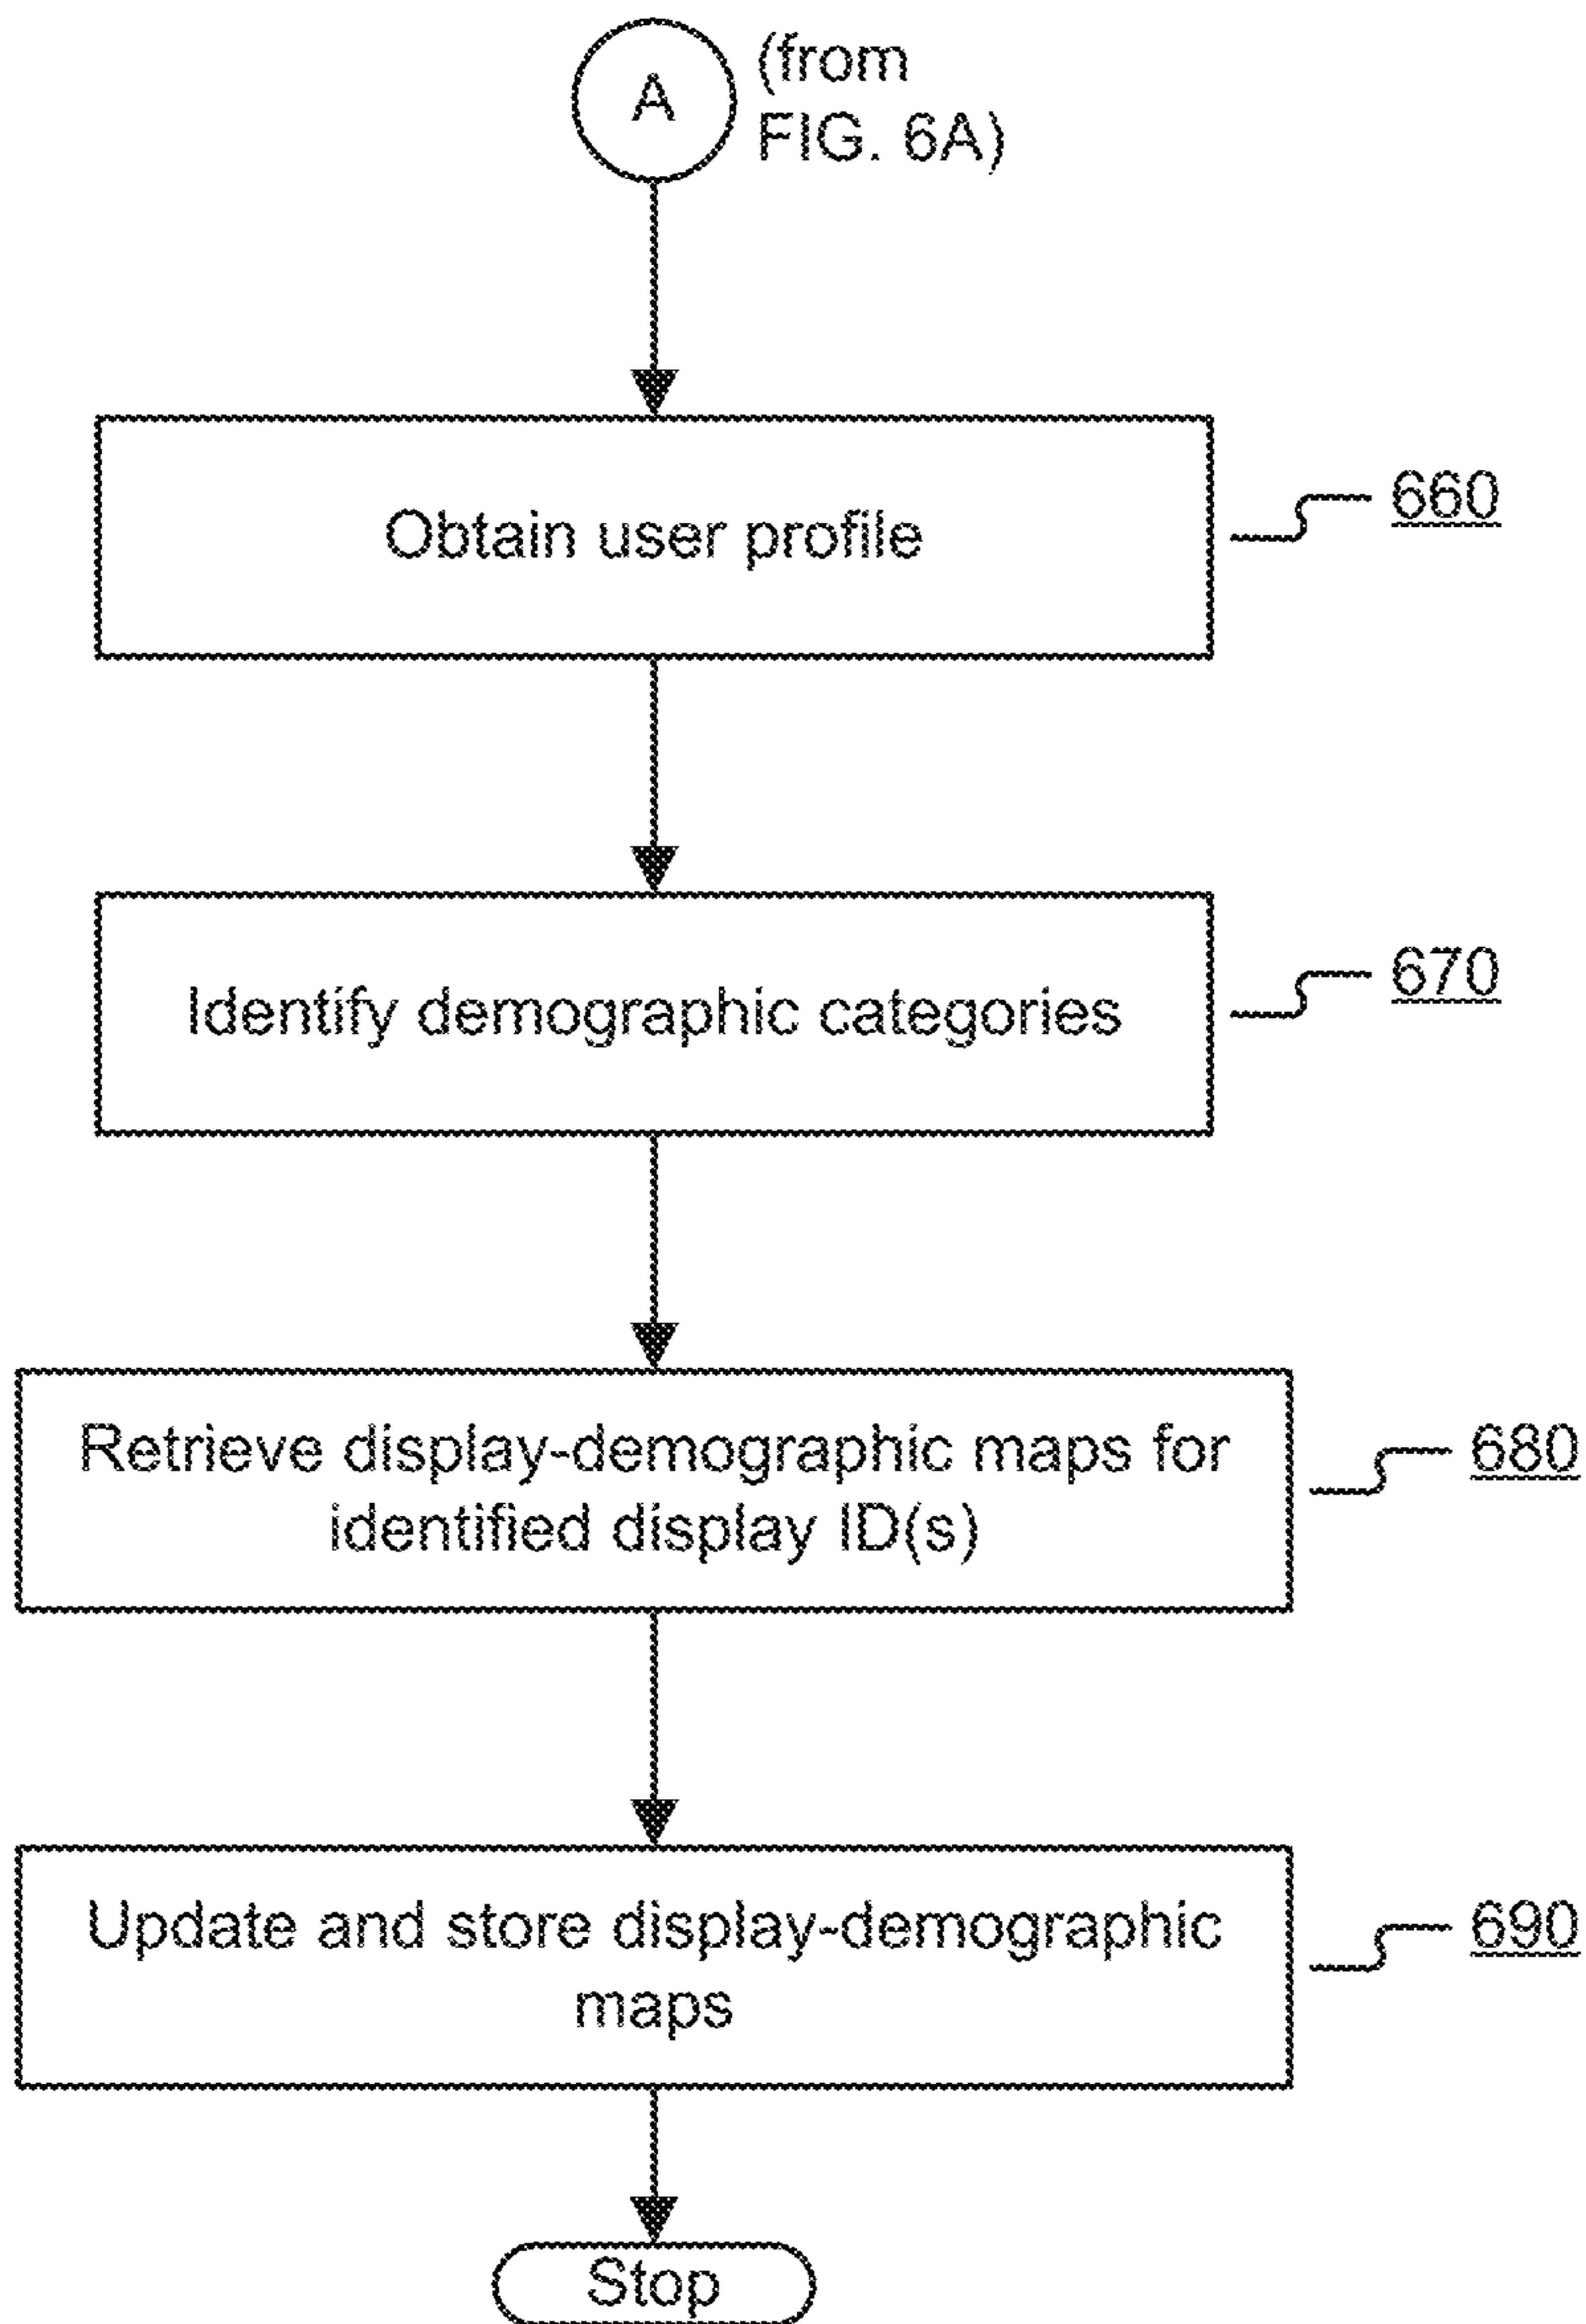 A
(from
FIG. 6A)
Obtain user profile
660
Identify demographic categories
670
Retrieve display-demographic maps for
identified display ID(s)
680
Update and store display-demographic
maps
690
Stop